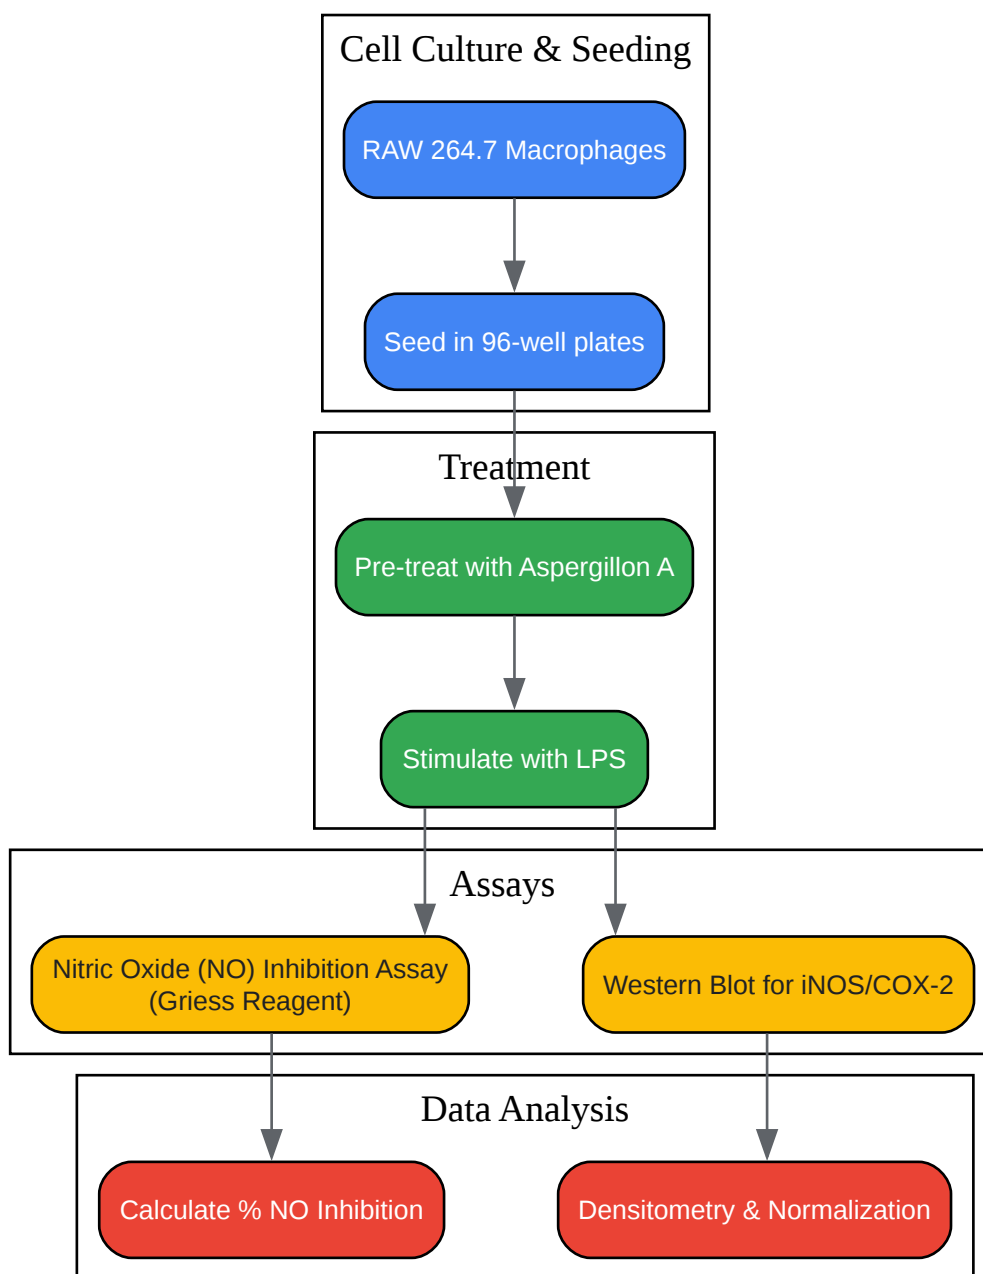 Cell Culture & Seeding
RAW 264.7 Macrophages
Seed in 96-well plates
Treatment
Pre-treat with Aspergillon A
Stimulate with LPS
Assays
Nitric Oxide (NO) Inhibition Assay
(Griess Reagent)
Western Blot for iNOS/COX-2
Data Analysis
Calculate % NO Inhibition
Densitometry & Normalization